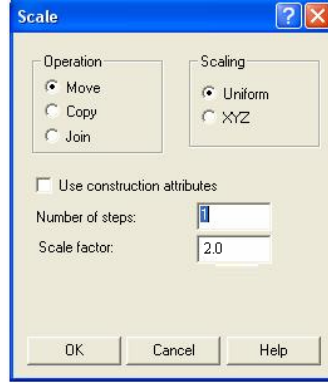 Scale
Operation
Move
Copy
Join
Scaling
Uniform
XYZ
Use construction attributes
Number of steps: 1
Scale factor: 2.0
OK Cancel Help